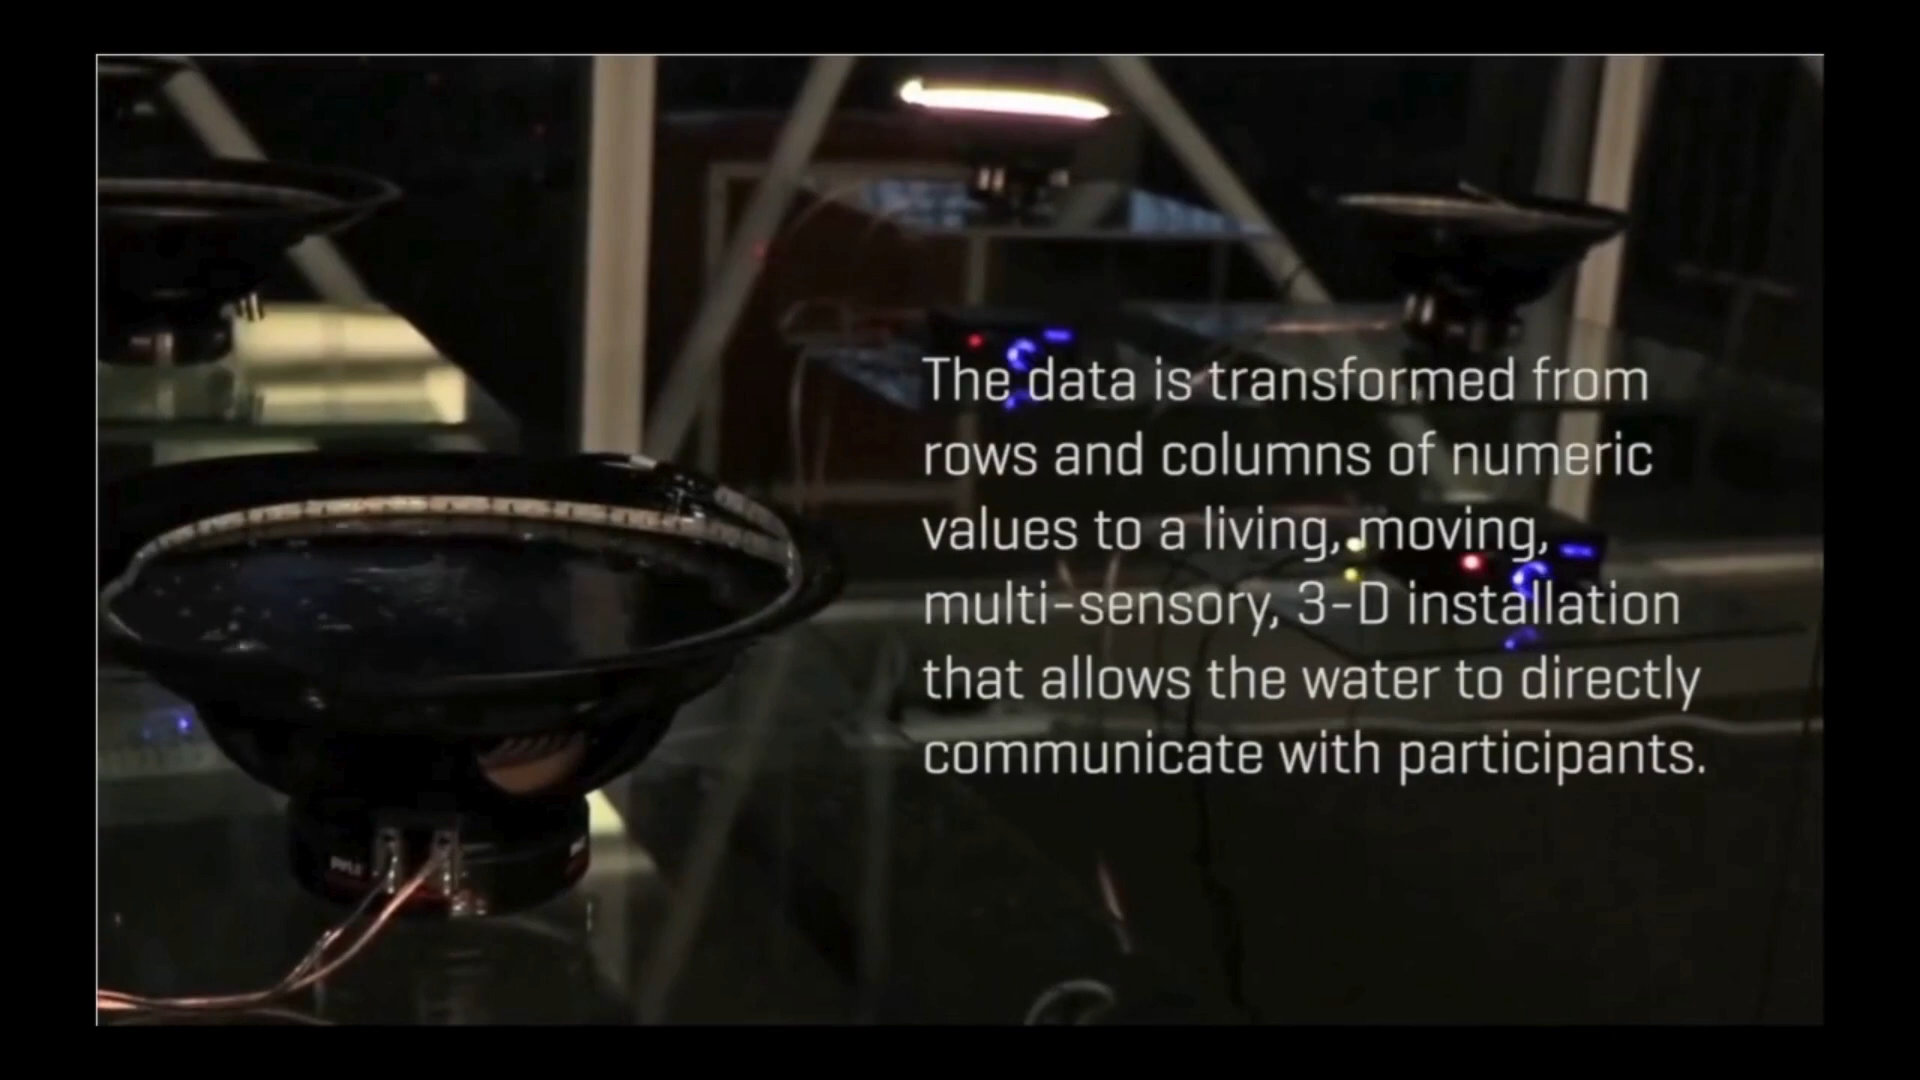 The data is transformed from
rows and columns of numeric
values to a living, moving,
multi-sensory, 3-D installation
that allows the water to directly
communicate with participants.